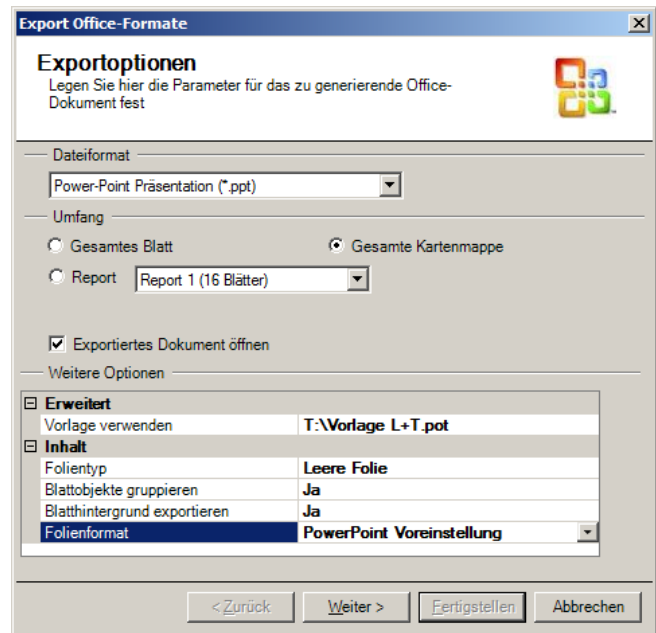 Export Office-Formate
Exportoptionen
Legen Sie hier die Parameter für das zu generierende Office-
Dokument fest
Dateiformat
Power-Point Präsentation (*.ppt)
Umfang
Gesamtes Blatt
Gesamte Kartenmappe
Report
Report 1 (16 Blätter)
Exportiertes Dokument öffnen
Weitere Optionen
Erweitert
Vorlage verwenden T:\Vorlage L+T.pot
Inhalt
Folientyp Leere Folie
Blattobjekte gruppieren Ja
Blatthintergrund exportieren Ja
Folienformat PowerPoint Voreinstellung
< Zurück Weiter > Fertigstellen Abbrechen